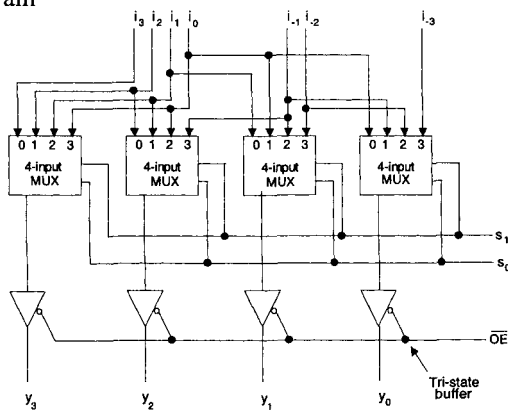 am
i₃ i₂ i₁ i₀ i₋₁ i₋₂ i₋₃
0 1 2 3 0 1 2 3 0 1 2 3 0 1 2 3
4-input MUX 4-input MUX 4-input MUX 4-input MUX
s₁
s₀
OE̅
Tri-state
buffer
y₃ y₂ y₁ y₀